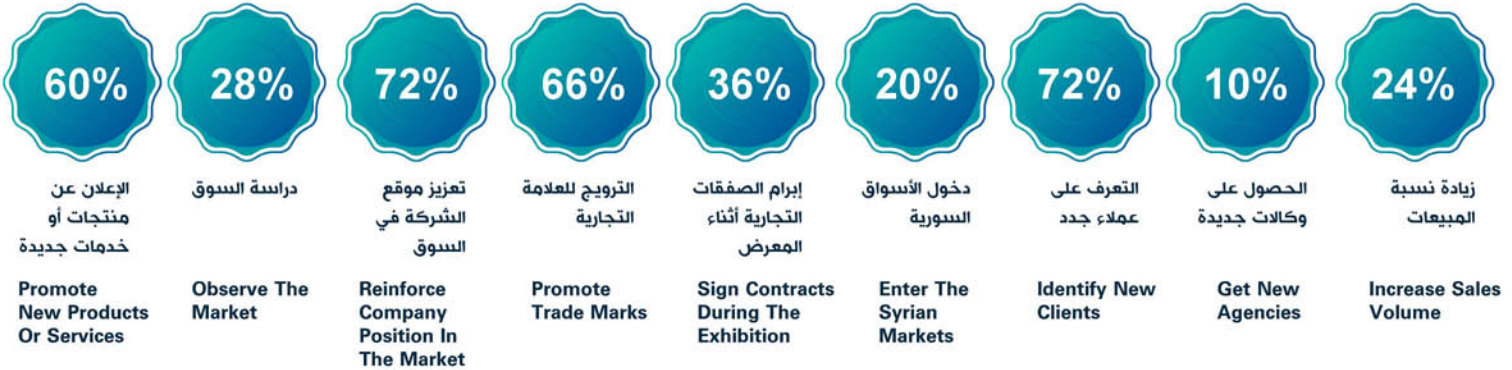 60%
28%
72%
66%
36%
20%
72%
10%
24%
الإعلان عن
منتجات أو
خدمات جديدة
Promote
New Products
Or Services
دراسة السوق
Observe The
Market
تعزيز موقع
الشركة في
السوق
Reinforce
Company
Position In
The Market
الترويج للعلامة
التجارية
Promote
Trade Marks
إبرام الصفقات
التجارية أثناء
المعرض
Sign Contracts
During The
Exhibition
دخول الأسواق
السورية
Enter The
Syrian
Markets
التعرف على
عملاء جدد
Identify New
Clients
الحصول على
وكالات جديدة
Get New
Agencies
زيادة نسبة
المبيعات
Increase Sales
Volume